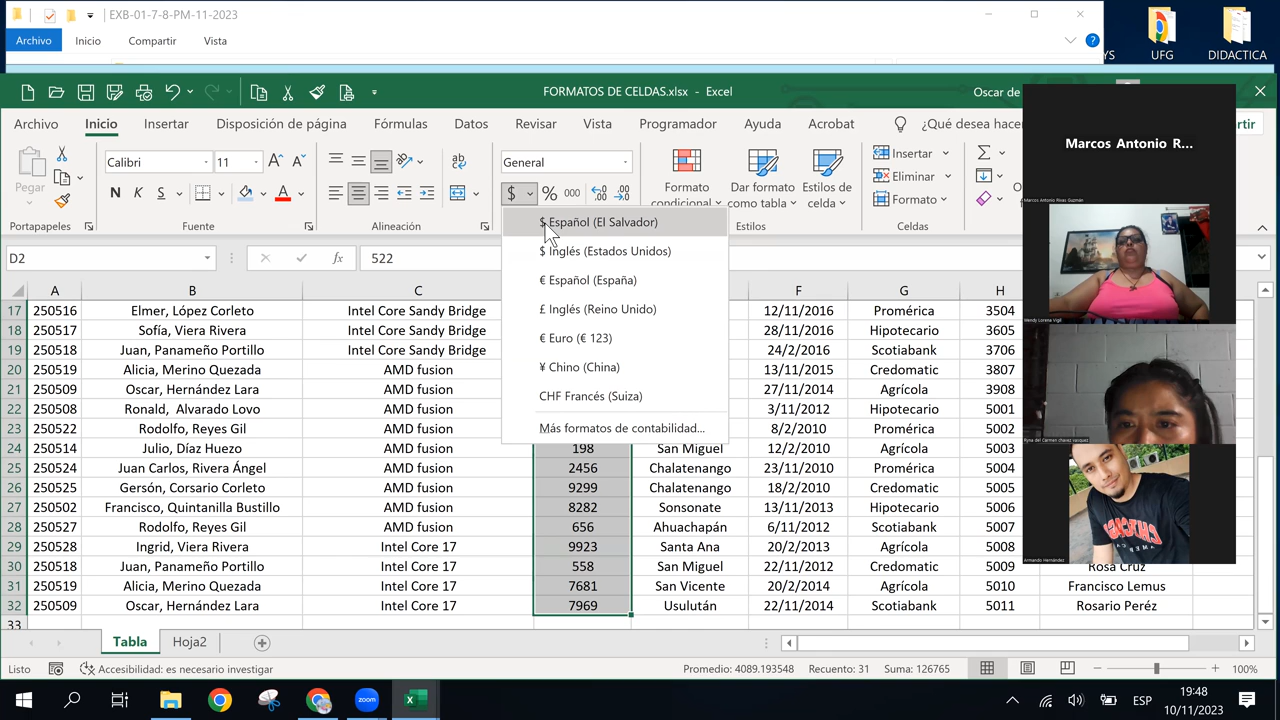 EXB-01-7-8-PM-11-2023
Archivo Inicio Compartir Vista
UFG DIDACTICA
FORMATOS DE CELDAS.xlsx - Excel Oscar de
Archivo Inicio Insertar Disposición de página Fórmulas Datos Revisar Vista Programador Ayuda Acrobat ¿Qué desea hacer
Marcos Antonio R...
Marcos Antonio Rivas Guzmán
Pegar
Calibri 11
N K S
General
$ % 000
Formato condicional
Dar formato como tabla
Estilos de celda
Insertar
Eliminar
Formato
Portapapeles Fuente Alineación Estilos Celdas
$ Español (El Salvador)
$ Inglés (Estados Unidos)
€ Español (España)
£ Inglés (Reino Unido)
€ Euro (€ 123)
¥ Chino (China)
CHF Francés (Suiza)
Más formatos de contabilidad...
D2 fx 522
A B C F G H
17 250516 Elmer, López Corleto Intel Core Sandy Bridge 12/11/2016 Promérica 3504
18 250517 Sofía, Viera Rivera Intel Core Sandy Bridge 28/11/2016 Hipotecario 3605
19 250518 Juan, Panameño Portillo Intel Core Sandy Bridge 24/2/2016 Scotiabank 3706
20 250519 Alicia, Merino Quezada AMD fusion 13/11/2015 Credomatic 3807
21 250509 Oscar, Hernández Lara AMD fusion 27/11/2014 Agrícola 3908
22 250508 Ronald, Alvarado Lovo AMD fusion 3/11/2012 Hipotecario 5001
23 250522 Rodolfo, Reyes Gil AMD fusion 8/2/2010 Promérica 5002
24 250514 Julio, Díaz Huezo AMD fusion 198 San Miguel 12/2/2010 Agrícola 5003
25 250524 Juan Carlos, Rivera Ángel AMD fusion 2456 Chalatenango 23/11/2010 Promérica 5004
26 250525 Gersón, Corsario Corleto AMD fusion 9299 Chalatenango 18/2/2010 Credomatic 5005
27 250502 Francisco, Quintanilla Bustillo AMD fusion 8282 Sonsonate 13/11/2013 Hipotecario 5006
28 250527 Rodolfo, Reyes Gil AMD fusion 656 Ahuachapán 6/11/2012 Scotiabank 5007
29 250528 Ingrid, Viera Rivera Intel Core 17 9923 Santa Ana 20/2/2013 Agrícola 5008
30 250518 Juan, Panameño Portillo Intel Core 17 558 San Miguel 22/11/2012 Credomatic 5009 Rosa Cruz
31 250519 Alicia, Merino Quezada Intel Core 17 7681 San Vicente 20/2/2014 Agrícola 5010 Francisco Lemus
32 250509 Oscar, Hernández Lara Intel Core 17 7969 Usulután 22/11/2014 Scotiabank 5011 Rosario Peréz
33
Wendy Lorena Vigil
Ryna del Carmen chavez vasquez
Armando Hernández
Tabla Hoja2
Listo Accesibilidad: es necesario investigar Promedio: 4089.193548 Recuento: 31 Suma: 126765 100%
zoom
ESP
19:48
10/11/2023